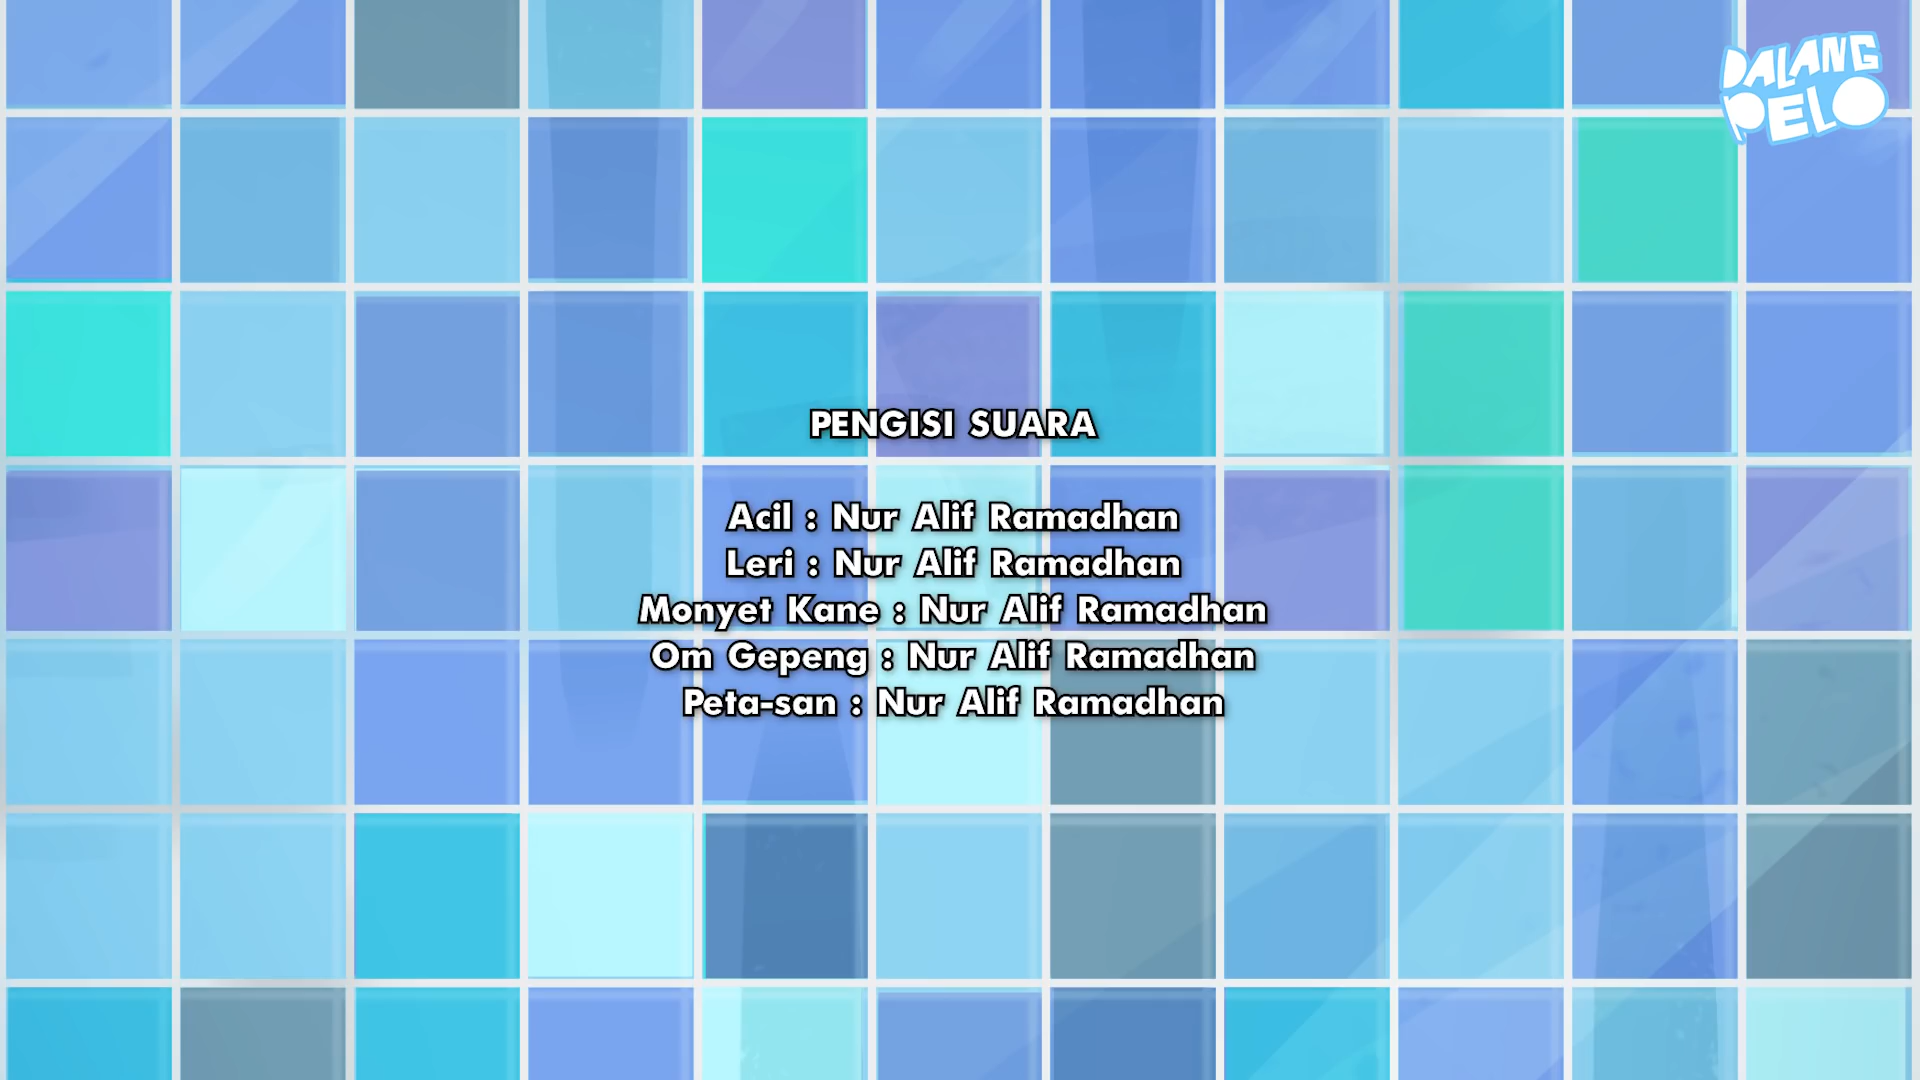 DALANG
PELO
PENGISI SUARA
Acil : Nur Alif Ramadhan
Leri : Nur Alif Ramadhan
Monyet Kane : Nur Alif Ramadhan
Om Gepeng : Nur Alif Ramadhan
Peta-san : Nur Alif Ramadhan